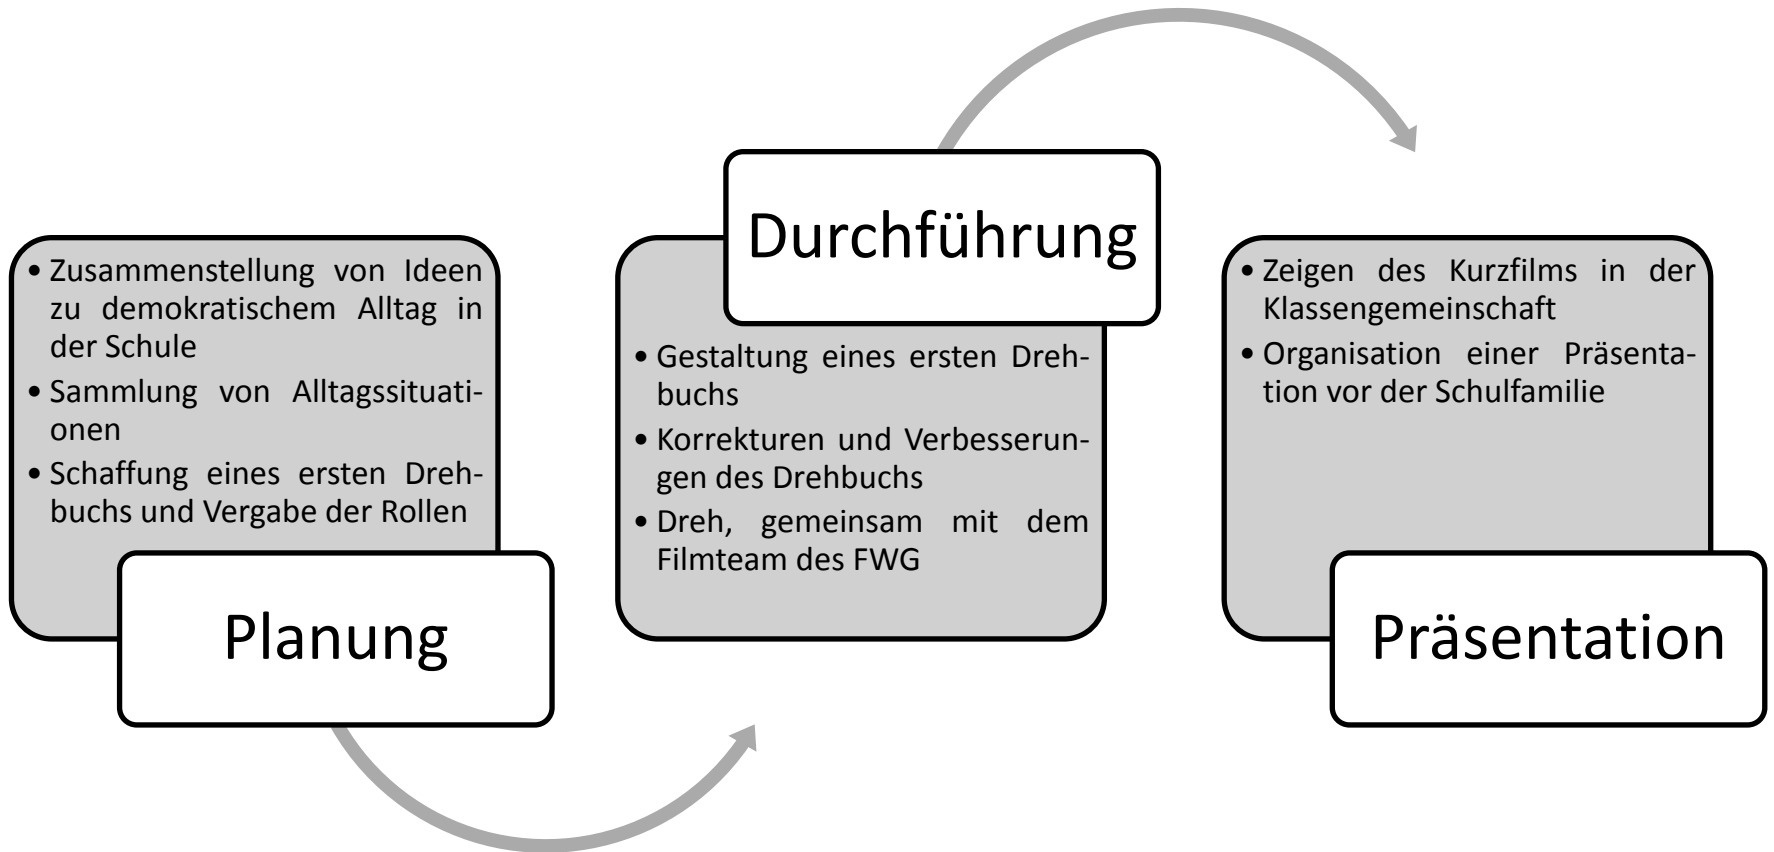 • Zusammenstellung von Ideen
zu demokratischem Alltag in
der Schule
• Sammlung von Alltagssituati-
onen
• Schaffung eines ersten Dreh-
buchs und Vergabe der Rollen
Planung
Durchführung
• Gestaltung eines ersten Dreh-
buchs
• Korrekturen und Verbesserun-
gen des Drehbuchs
• Dreh, gemeinsam mit dem
Filmteam des FWG
• Zeigen des Kurzfilms in der
Klassengemeinschaft
• Organisation einer Präsenta-
tion vor der Schulfamilie
Präsentation